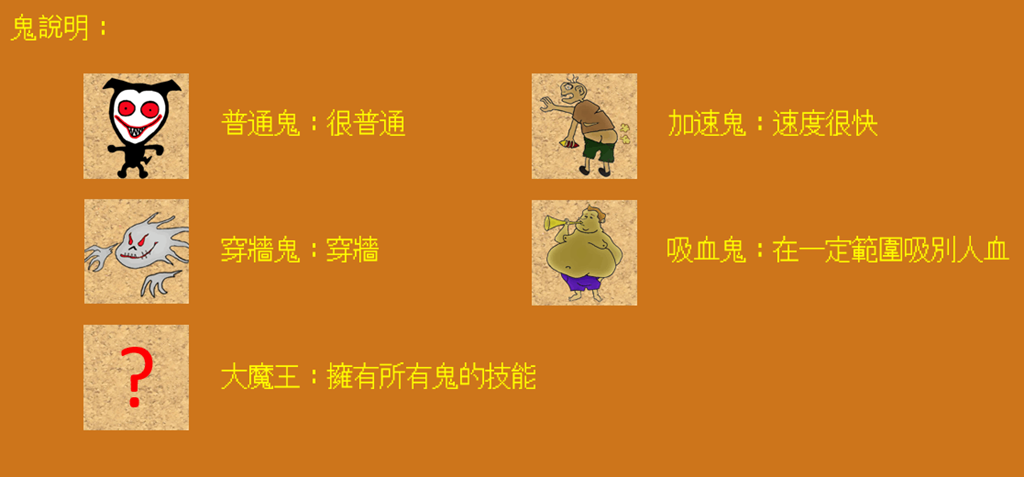 鬼說明：
普通鬼：很普通
加速鬼：速度很快
穿牆鬼：穿牆
吸血鬼：在一定範圍吸別人血
?
大魔王：擁有所有鬼的技能